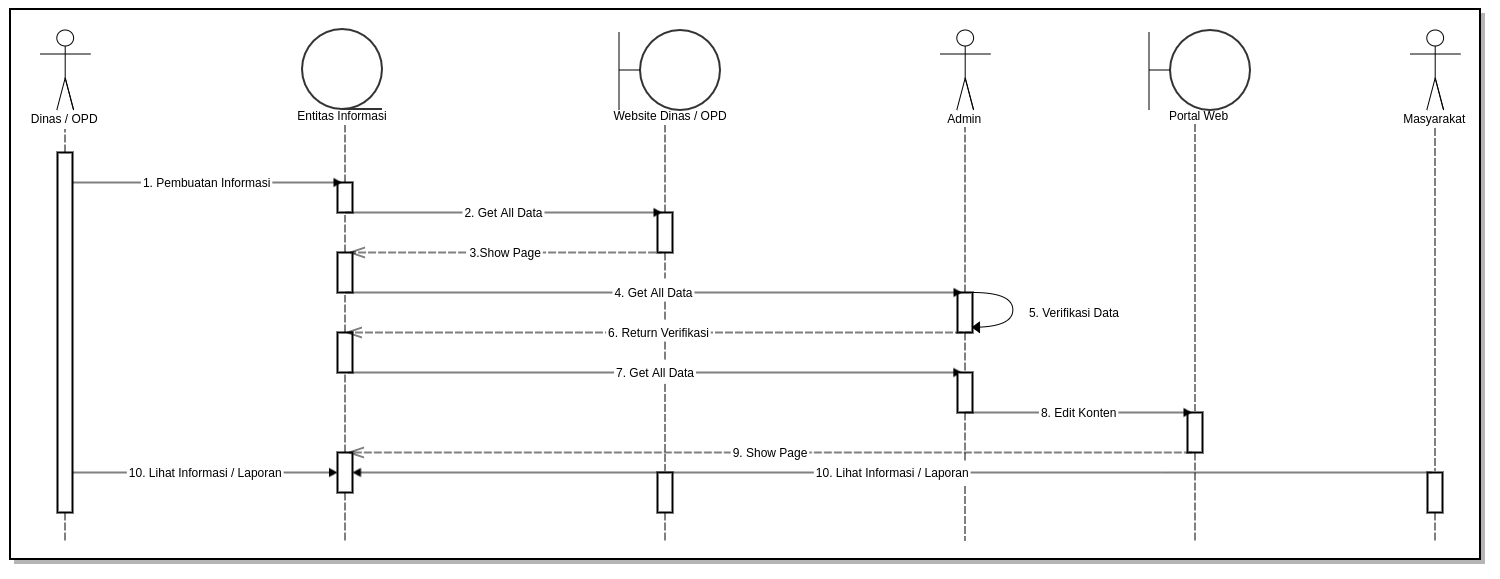 Dinas / OPD
Entitas Informasi
Website Dinas / OPD
Admin
Portal Web
Masyarakat
1. Pembuatan Informasi
2. Get All Data
3.Show Page
4. Get All Data
5. Verifikasi Data
6. Return Verifikasi
7. Get All Data
8. Edit Konten
9. Show Page
10. Lihat Informasi / Laporan
10. Lihat Informasi / Laporan